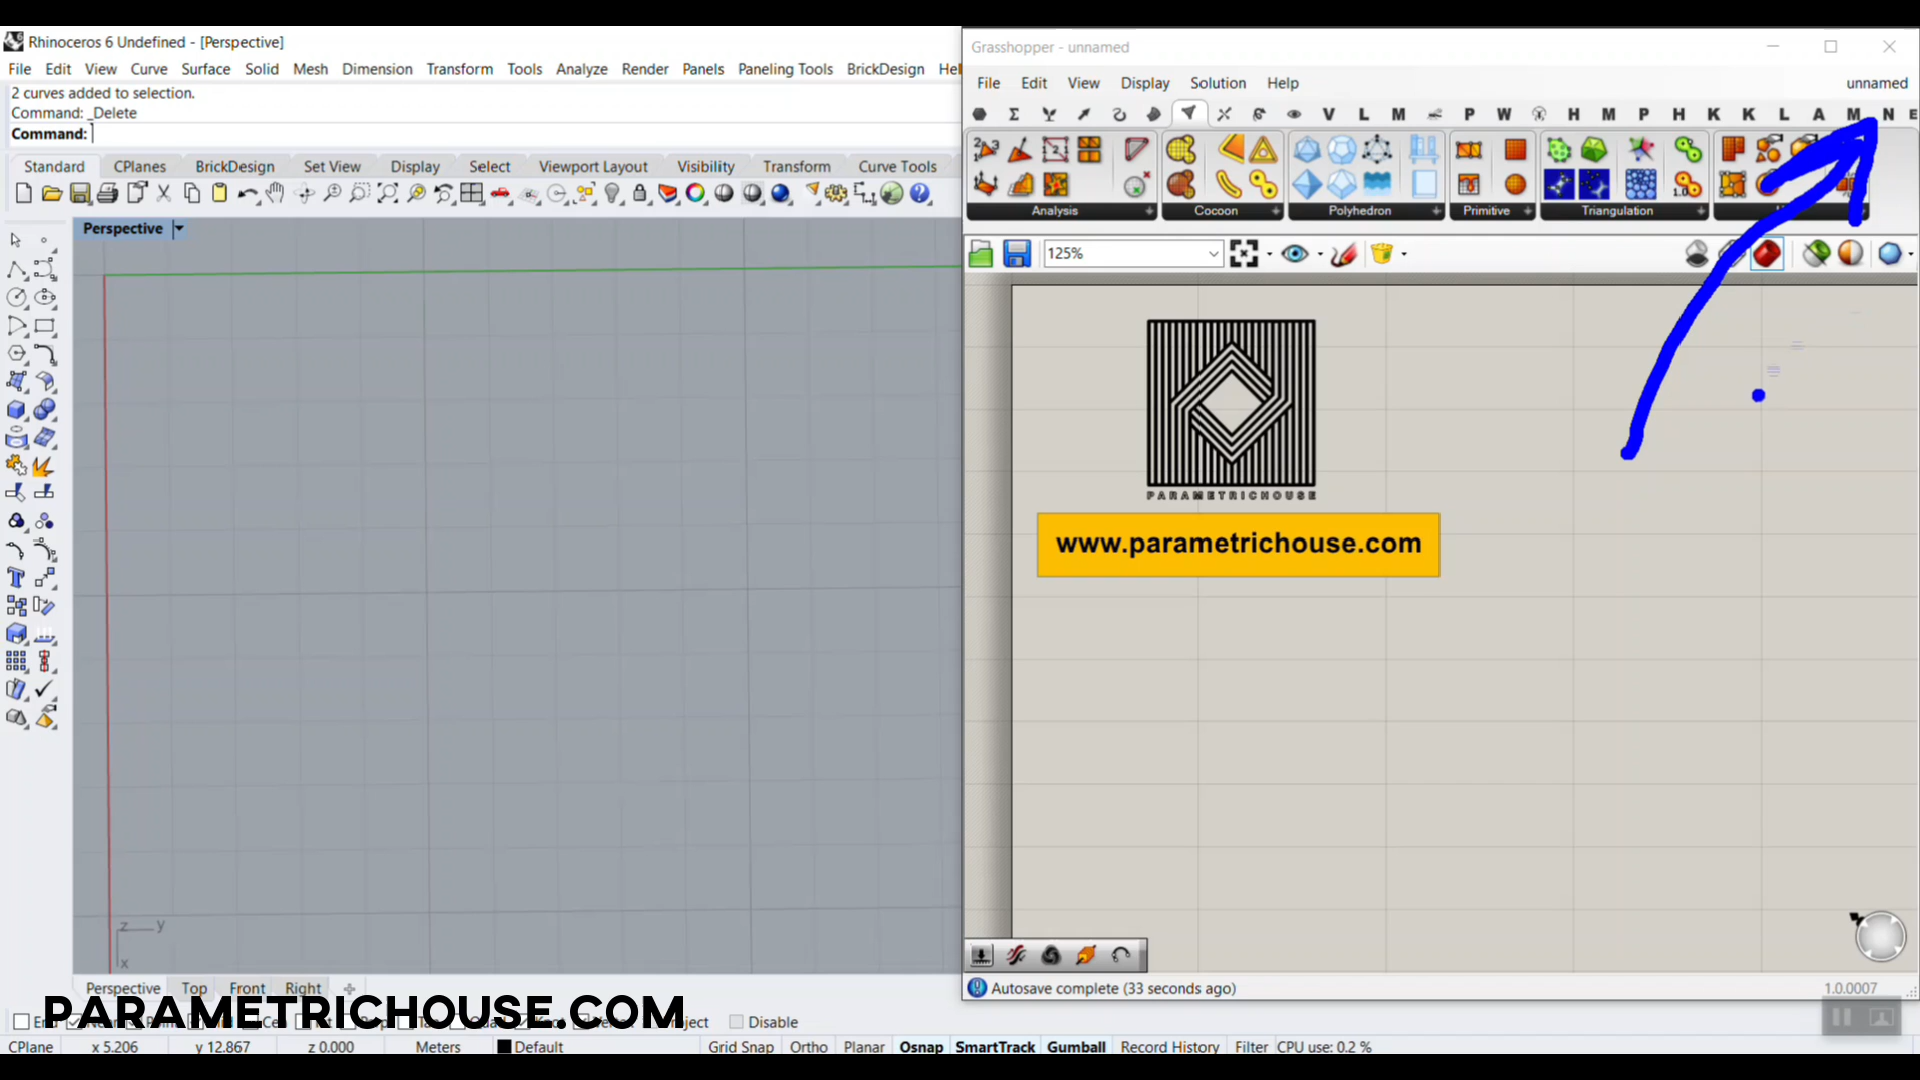 Rhinoceros 6 Undefined - [Perspective]
File Edit View Curve Surface Solid Mesh Dimension Transform Tools Analyze Render Panels Paneling Tools BrickDesign Hel
2 curves added to selection.
Command: _Delete
Command:
Standard CPlanes BrickDesign Set View Display Select Viewport Layout Visibility Transform Curve Tools
Perspective
z y
x
Perspective Top Front Right
PARAMETRICHOUSE.COM
Disable
CPlane x 5.206 y 12.867 z 0.000 Meters Default Grid Snap Ortho Planar Osnap SmartTrack Gumball Record History Filter CPU use: 0.2 %
Grasshopper - unnamed
File Edit View Display Solution Help unnamed
V L M P W H M P H K K L A M N E
Analysis Cocoon Polyhedron Primitive Triangulation
125%
PARAMETRICHOUSE
www.parametrichouse.com
Autosave complete (33 seconds ago) 1.0.0007